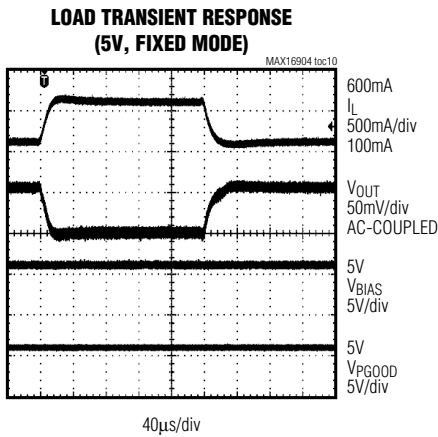 LOAD TRANSIENT RESPONSE
(5V, FIXED MODE)
MAX16904 toc10
T
600mA
IL
500mA/div
100mA
VOUT
50mV/div
AC-COUPLED
5V
VBIAS
5V/div
5V
VPGOOD
5V/div
40µs/div